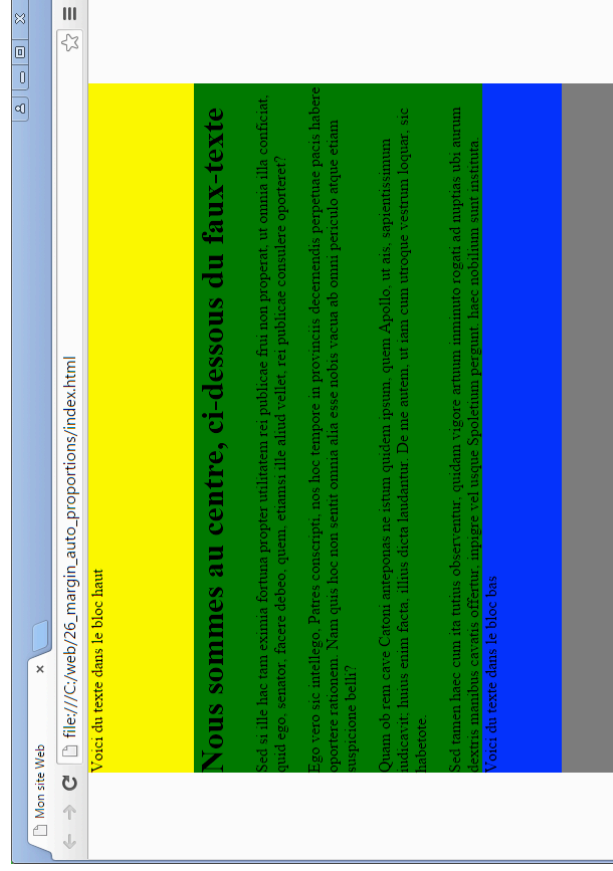 Mon site Web
file:///C:/web/26_margin_auto_proportions/index.html
Voici du texte dans le bloc haut
Nous sommes au centre, ci-dessous du faux-texte
Sed si ille hac tam eximia fortuna propter utilitatem rei publicae frui non properat, ut omnia illa conficiat,
quid ego, senator, facere debeo, quem, etiamsi ille aliud vellet, rei publicae consulere oporteret?
Ego vero sic intellego, Patres conscripti, nos hoc tempore in provinciis decernendis perpetuae pacis habere
oportere rationem. Nam quis hoc non sentit omnia alia esse nobis vacua ab omni periculo atque etiam
suspicione belli?
Quam ob rem cave Catoni anteponas ne istum quidem ipsum, quem Apollo, ut ais, sapientissimum
iudicavit; huius enim facta, illius dicta laudantur. De me autem, ut iam cum utroque vestrum loquar, sic
habetote.
Sed tamen haec cum ita tutius observentur, quidam vigore artuum inminuto rogati ad nuptias ubi aurum
dextris manibus cavatis offertur, inpigre vel usque Spoletium pergunt. haec nobilium sunt instituta.
Voici du texte dans le bloc bas